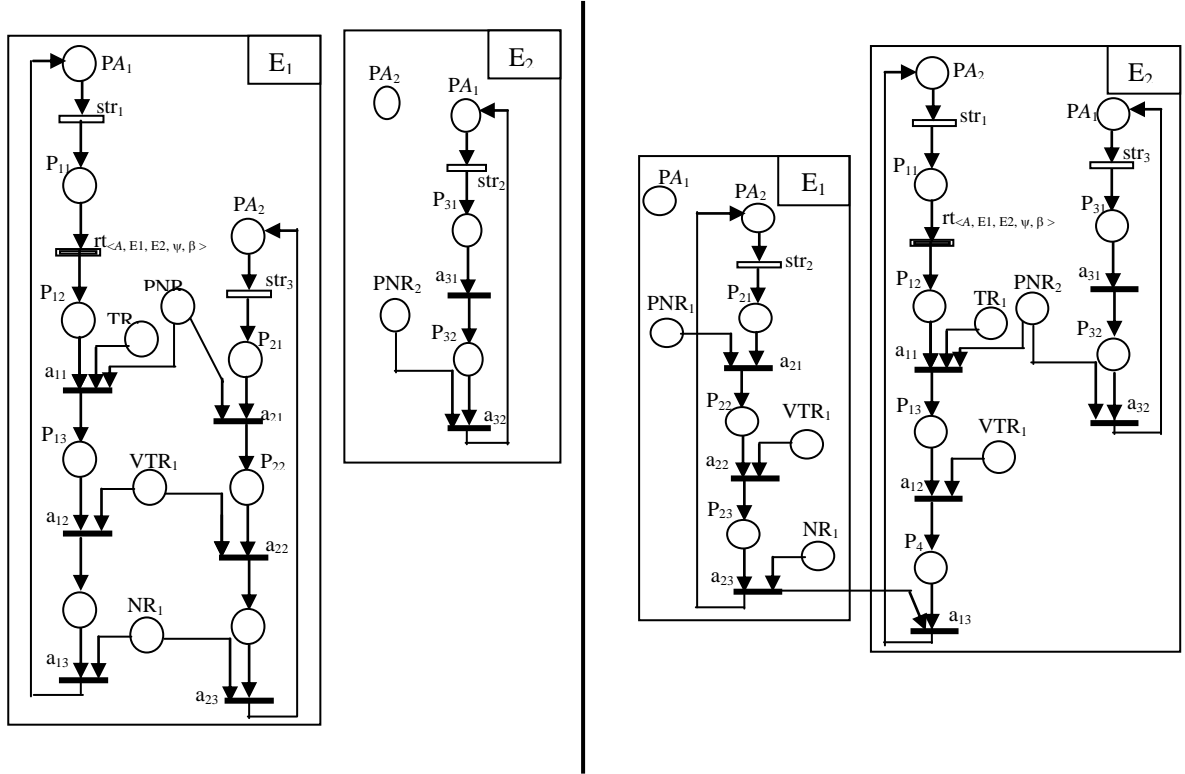 E₁
PA₁
str₁
P₁₁
rt<A, E1, E2, ψ, β >
P₁₂
TR
PNR
a₁₁
P₁₃
VTR₁
a₁₂
NR₁
a₁₃
PA₂
str₃
P₂₁
a₂₁
P₂₂
a₂₂
a₂₃
E₂
PA₂
PA₁
str₂
P₃₁
a₃₁
PNR₂
P₃₂
a₃₂
E₁
PA₁
PA₂
str₂
PNR₁
P₂₁
a₂₁
P₂₂
VTR₁
a₂₂
P₂₃
NR₁
a₂₃
E₂
PA₂
str₁
P₁₁
rt<A, E1, E2, ψ, β >
P₁₂
TR₁
PNR₂
a₁₁
P₁₃
VTR₁
a₁₂
P₄
a₁₃
PA₁
str₃
P₃₁
a₃₁
P₃₂
a₃₂